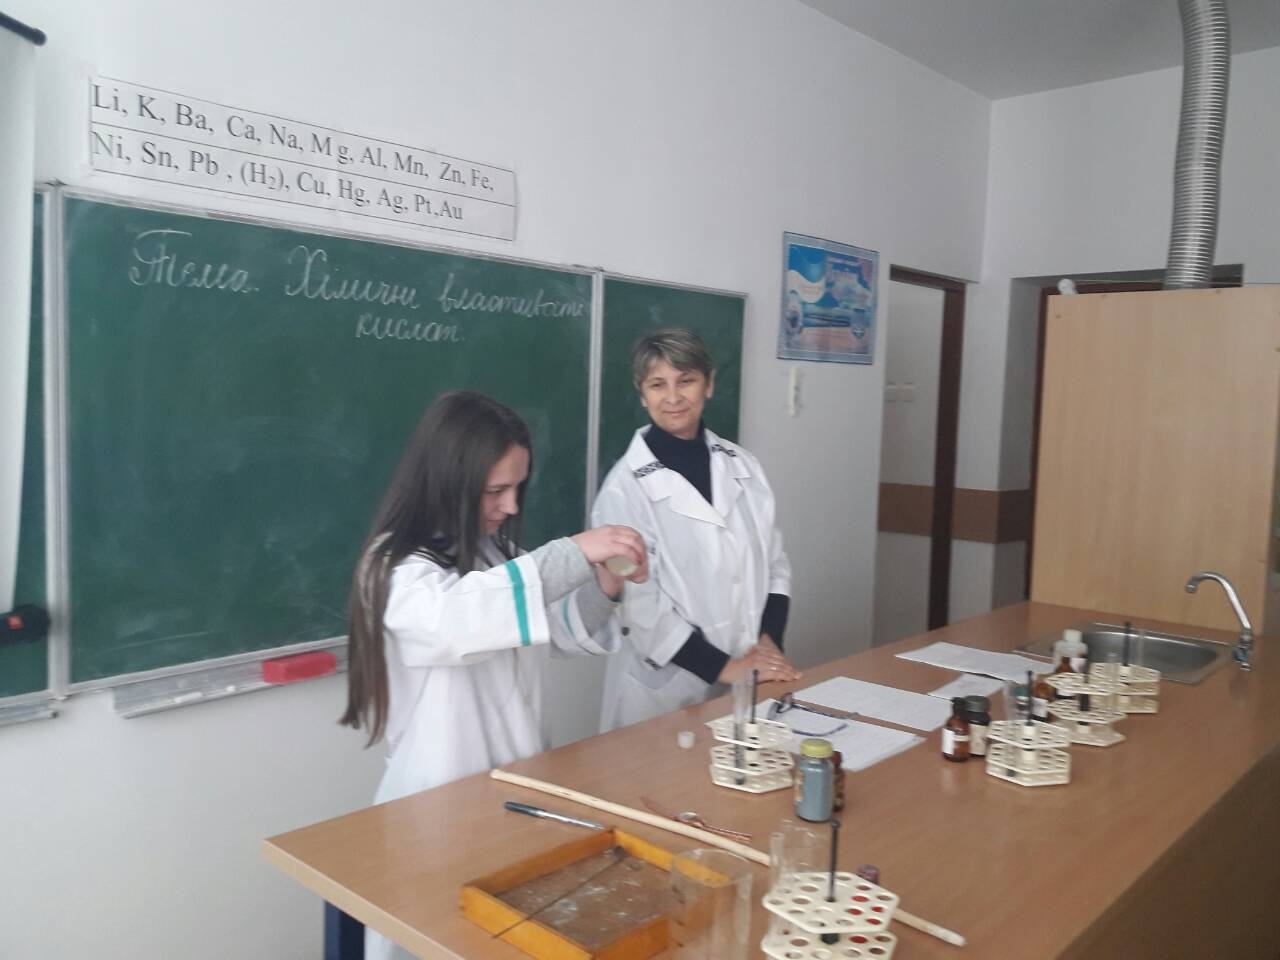 Li, K, Ba, Ca, Na, Mg, Al, Mn, Zn, Fe,
Ni, Sn, Pb , (H₂), Cu, Hg, Ag, Pt ,Au
Тема. Хімічні властивості
кислот.